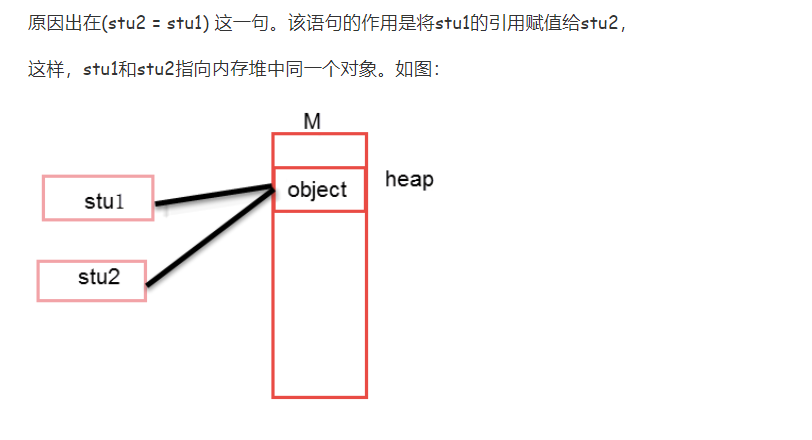 原因出在(stu2 = stu1) 这一句。该语句的作用是将stu1的引用赋值给stu2，
这样，stu1和stu2指向内存堆中同一个对象。如图：
M
heap
object
stu1
stu2